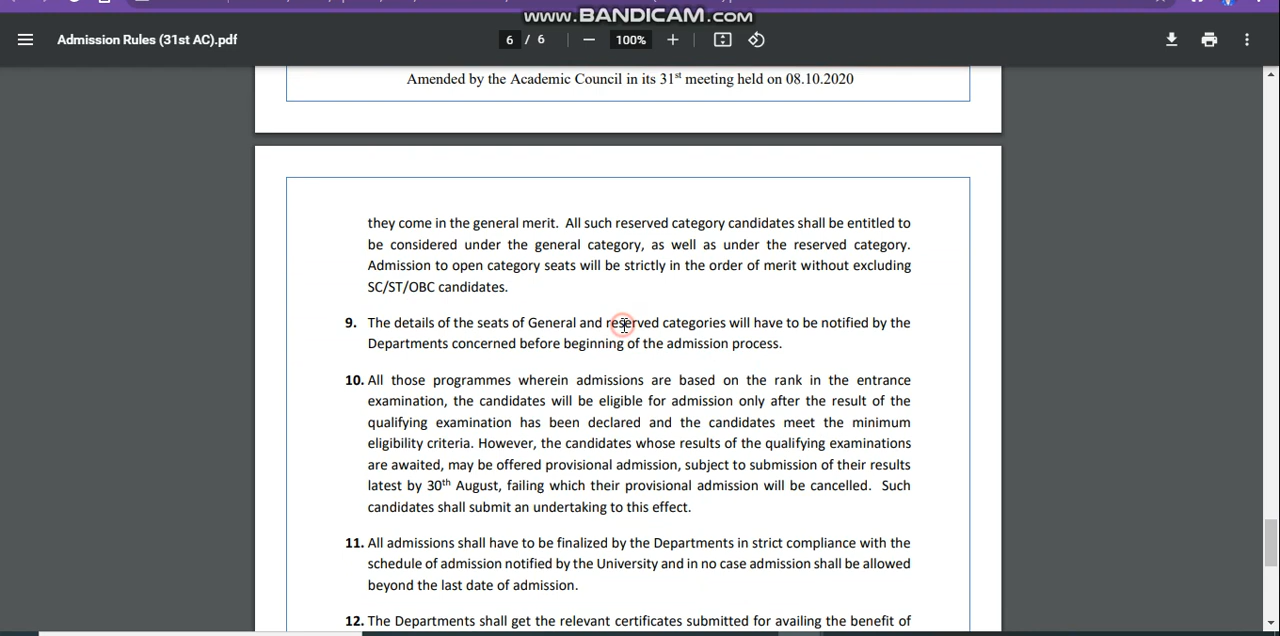 www.BANDICAM.com
Admission Rules (31st AC).pdf
6 / 6
100%
Amended by the Academic Council in its 31st meeting held on 08.10.2020
they come in the general merit. All such reserved category candidates shall be entitled to
be considered under the general category, as well as under the reserved category.
Admission to open category seats will be strictly in the order of merit without excluding
SC/ST/OBC candidates.
9. The details of the seats of General and reserved categories will have to be notified by the
Departments concerned before beginning of the admission process.
10. All those programmes wherein admissions are based on the rank in the entrance
examination, the candidates will be eligible for admission only after the result of the
qualifying examination has been declared and the candidates meet the minimum
eligibility criteria. However, the candidates whose results of the qualifying examinations
are awaited, may be offered provisional admission, subject to submission of their results
latest by 30th August, failing which their provisional admission will be cancelled. Such
candidates shall submit an undertaking to this effect.
11. All admissions shall have to be finalized by the Departments in strict compliance with the
schedule of admission notified by the University and in no case admission shall be allowed
beyond the last date of admission.
12. The Departments shall get the relevant certificates submitted for availing the benefit of